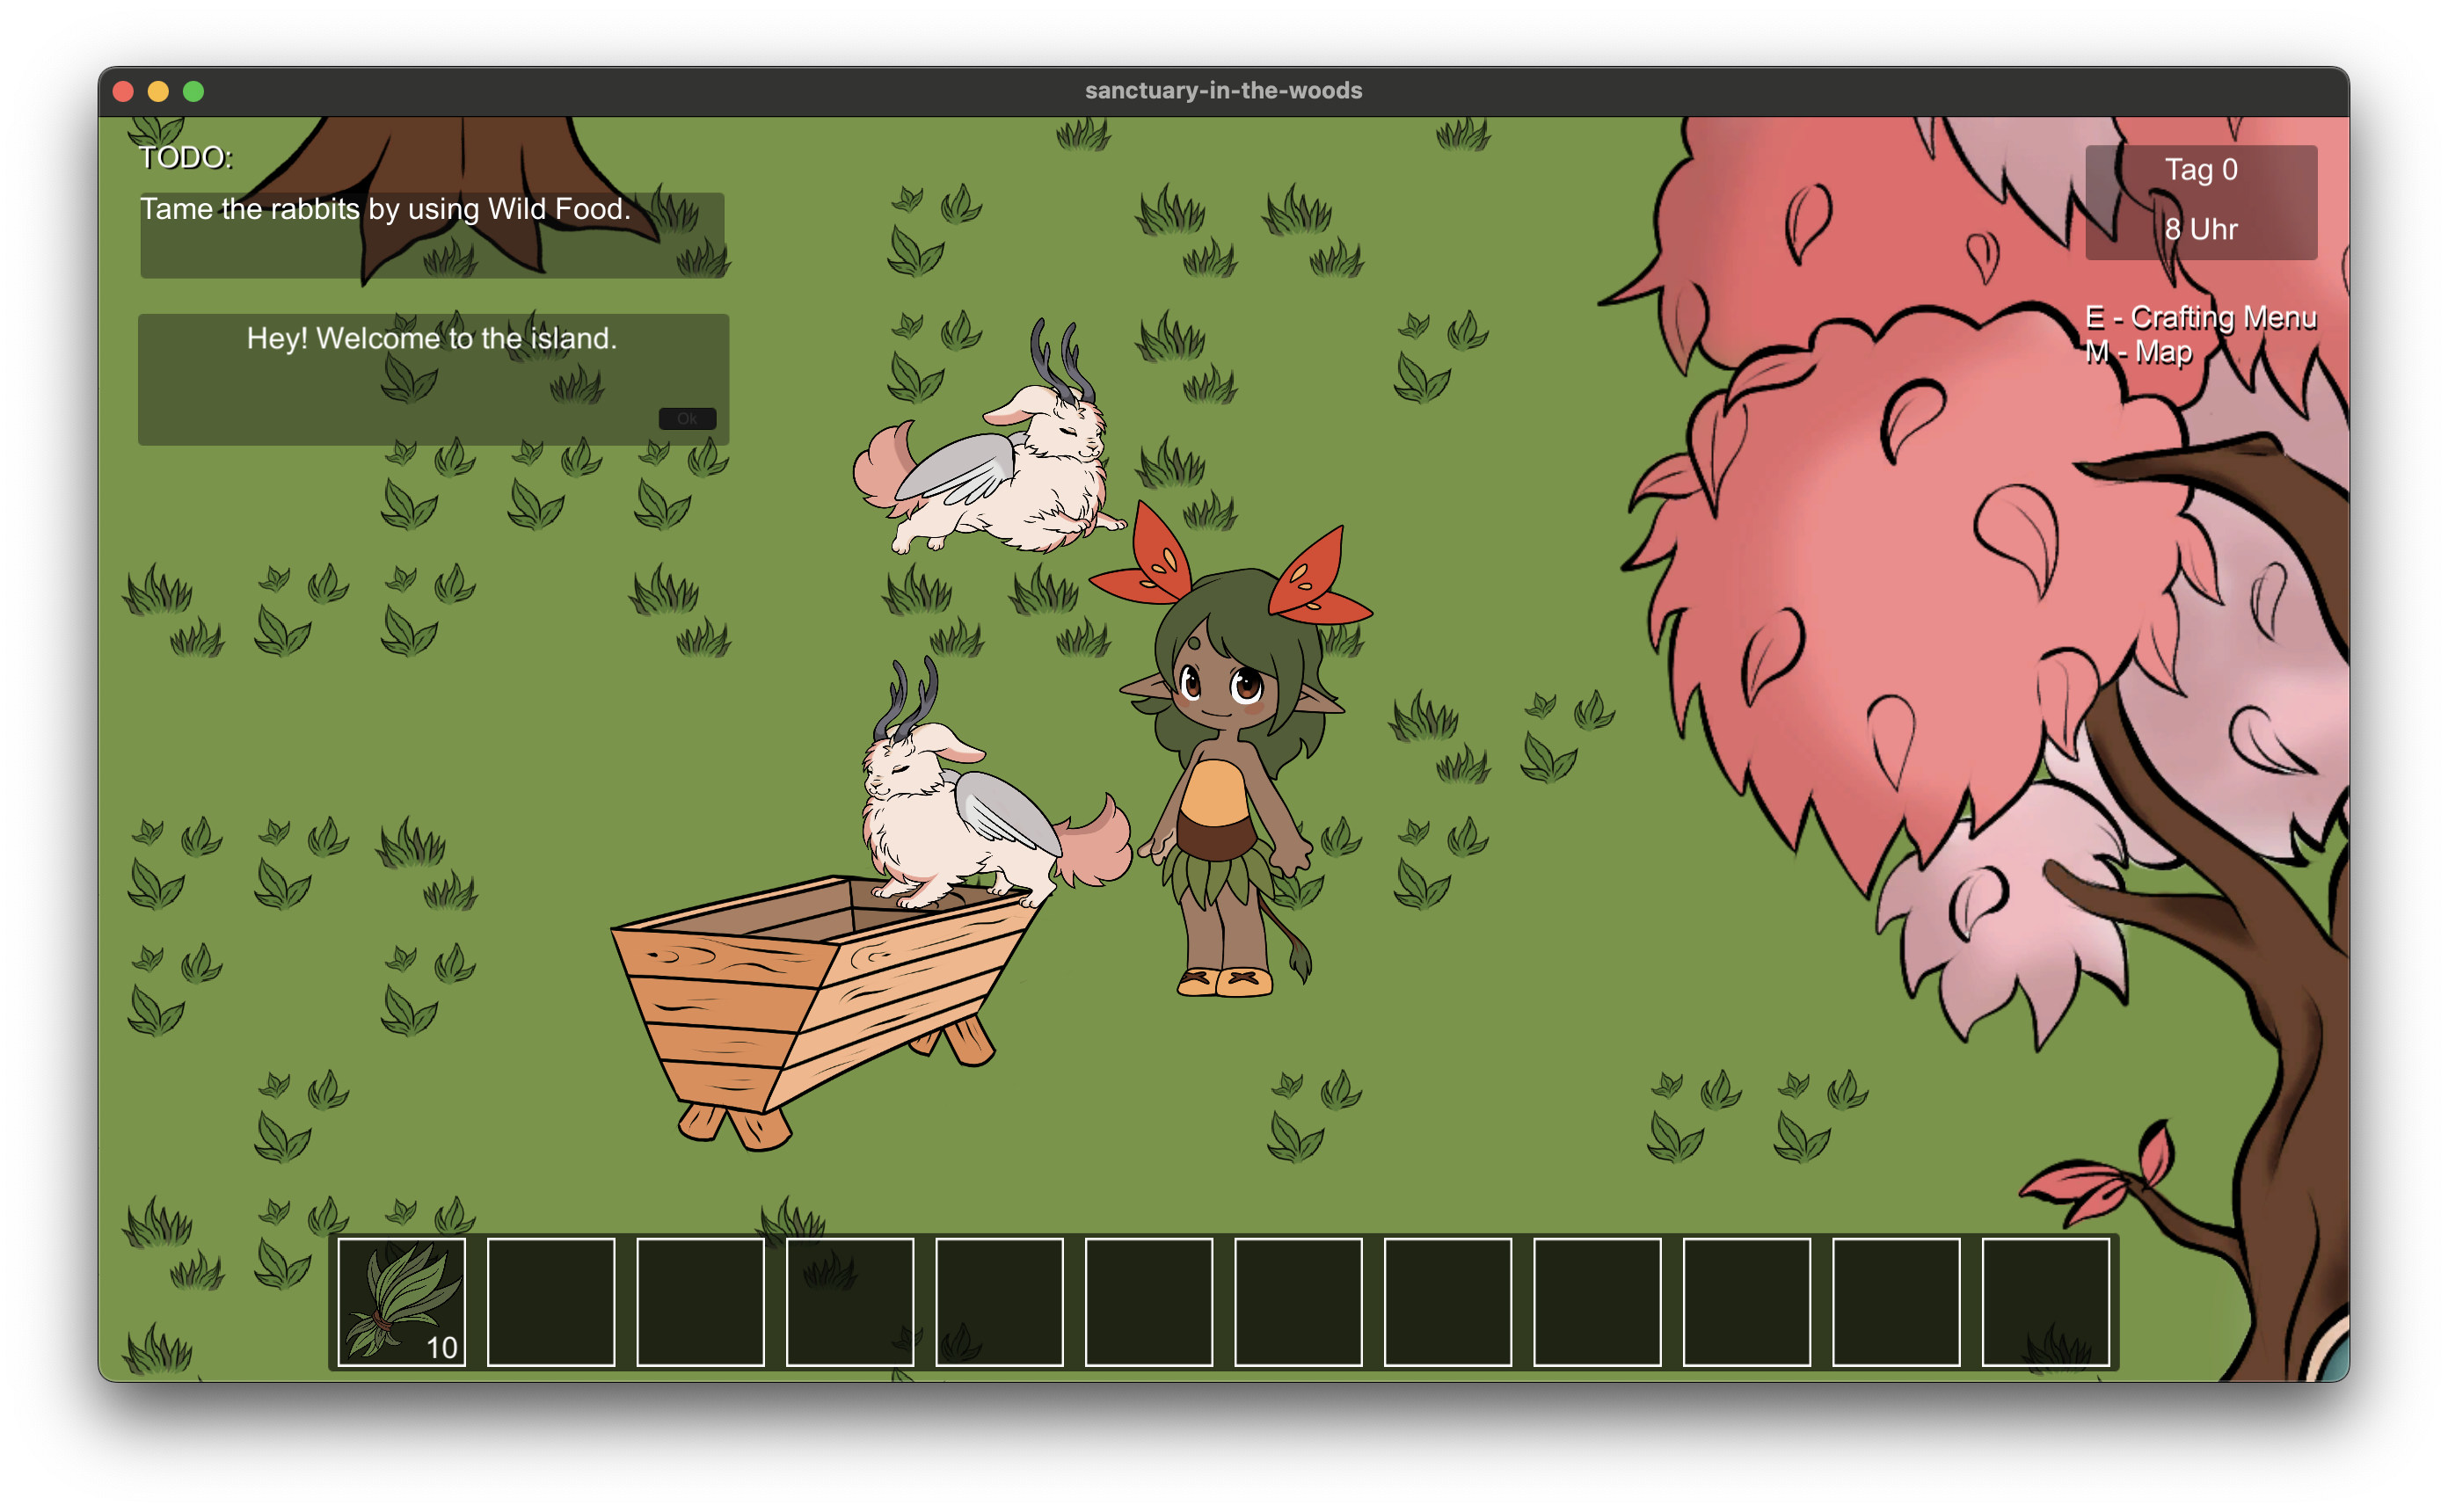 sanctuary-in-the-woods
TODO:
Tame the rabbits by using Wild Food.
Hey! Welcome to the island.
Ok
Tag 0
8 Uhr
E - Crafting Menu
M - Map
10